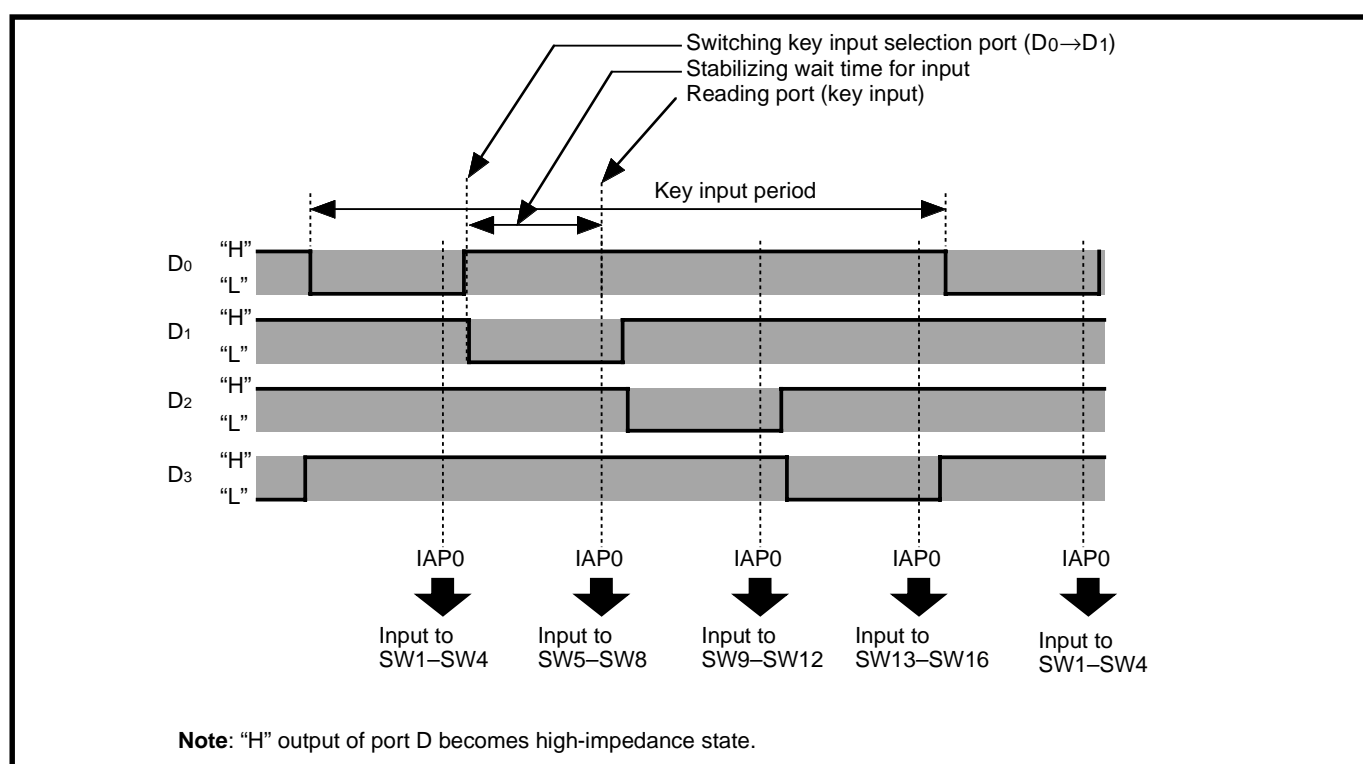 Switching key input selection port (D0→D1)
Stabilizing wait time for input
Reading port (key input)
Key input period
D0 “H”
“L”
D1 “H”
“L”
D2 “H”
“L”
D3 “H”
“L”
IAP0 IAP0 IAP0 IAP0 IAP0
Input to SW1–SW4
Input to SW5–SW8
Input to SW9–SW12
Input to SW13–SW16
Input to SW1–SW4
Note: “H” output of port D becomes high-impedance state.